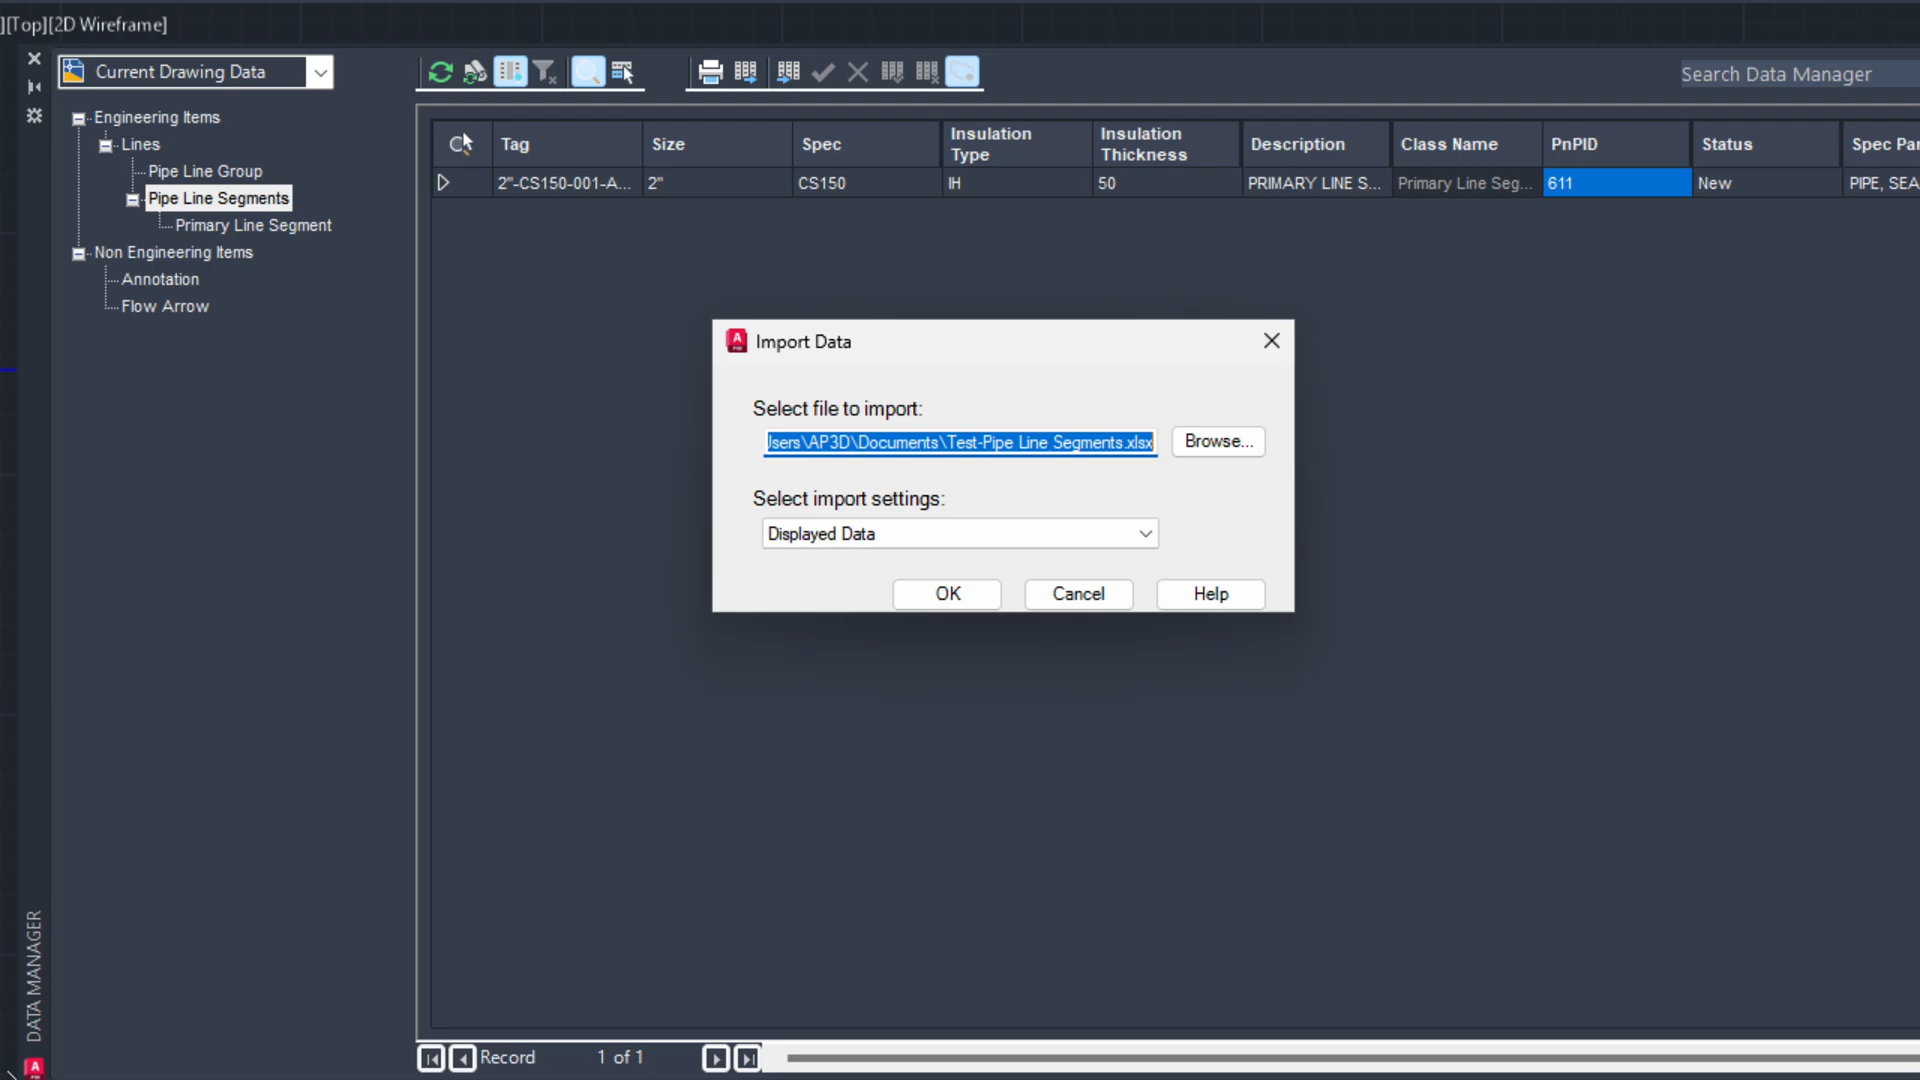 ][Top][2D Wireframe]
Current Drawing Data
Search Data Manager
Engineering Items
Lines
Pipe Line Group
Pipe Line Segments
Primary Line Segment
Non Engineering Items
Annotation
Flow Arrow
Tag Size Spec Insulation Type Insulation Thickness Description Class Name PnPID Status Spec Par
2"-CS150-001-A... 2" CS150 IH 50 PRIMARY LINE S... Primary Line Seg... 611 New PIPE, SEA
Import Data
Select file to import:
Jsers\AP3D\Documents\Test-Pipe Line Segments.xlsx
Browse...
Select import settings:
Displayed Data
OK Cancel Help
DATA MANAGER
Record 1 of 1